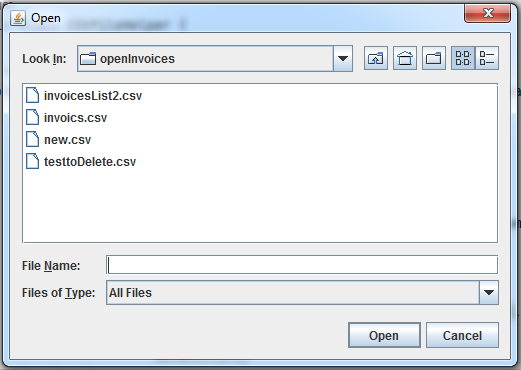 Open
Look In: openInvoices
invoicesList2.csv
invoics.csv
new.csv
testtoDelete.csv
File Name:
Files of Type: All Files
Open Cancel